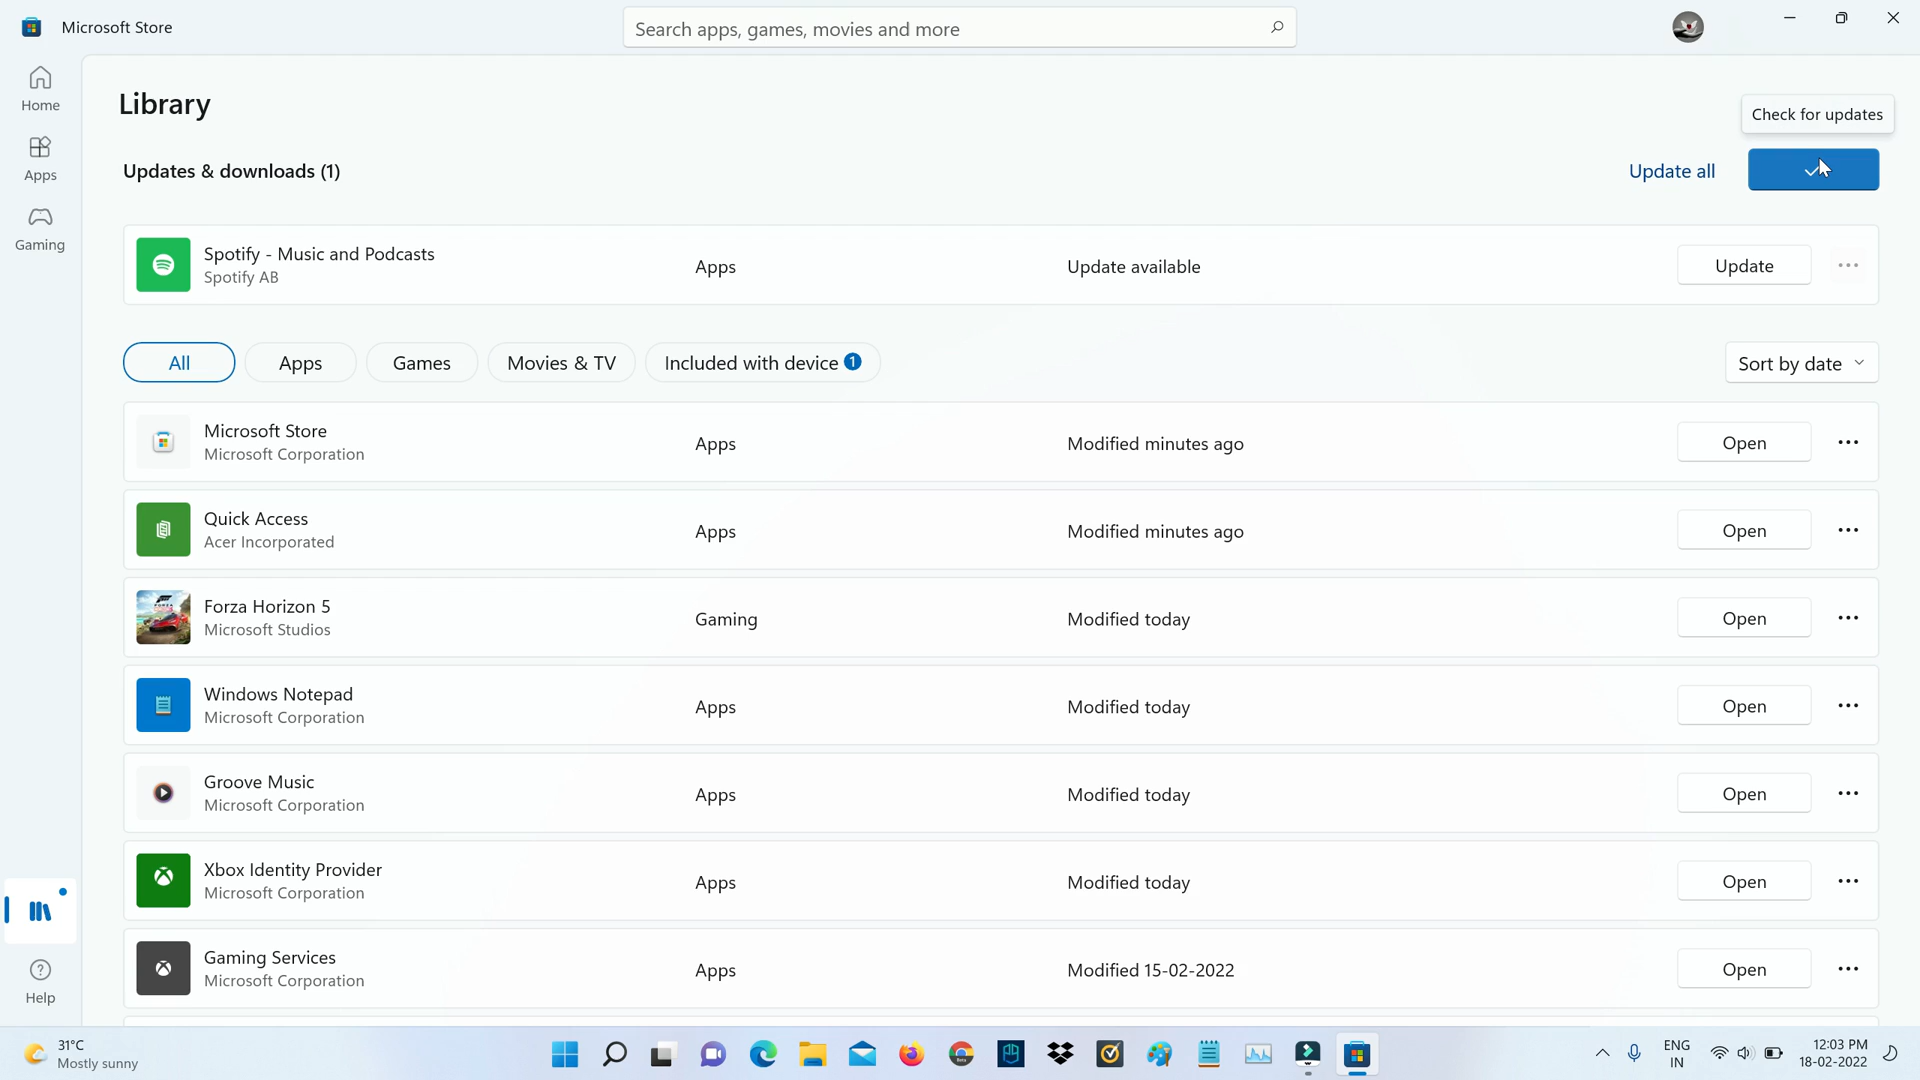 Microsoft Store
Search apps, games, movies and more
Home
Apps
Gaming
Library
Check for updates
Updates & downloads (1)
Update all
Spotify - Music and Podcasts
Spotify AB
Apps
Update available
Update
All
Apps
Games
Movies & TV
Included with device 1
Sort by date
Microsoft Store
Microsoft Corporation
Apps
Modified minutes ago
Open
Quick Access
Acer Incorporated
Apps
Modified minutes ago
Open
Forza Horizon 5
Microsoft Studios
Gaming
Modified today
Open
Windows Notepad
Microsoft Corporation
Apps
Modified today
Open
Groove Music
Microsoft Corporation
Apps
Modified today
Open
Xbox Identity Provider
Microsoft Corporation
Apps
Modified today
Open
Gaming Services
Microsoft Corporation
Apps
Modified 15-02-2022
Open
Help
31°C
Mostly sunny
ENG
IN
12:03 PM
18-02-2022